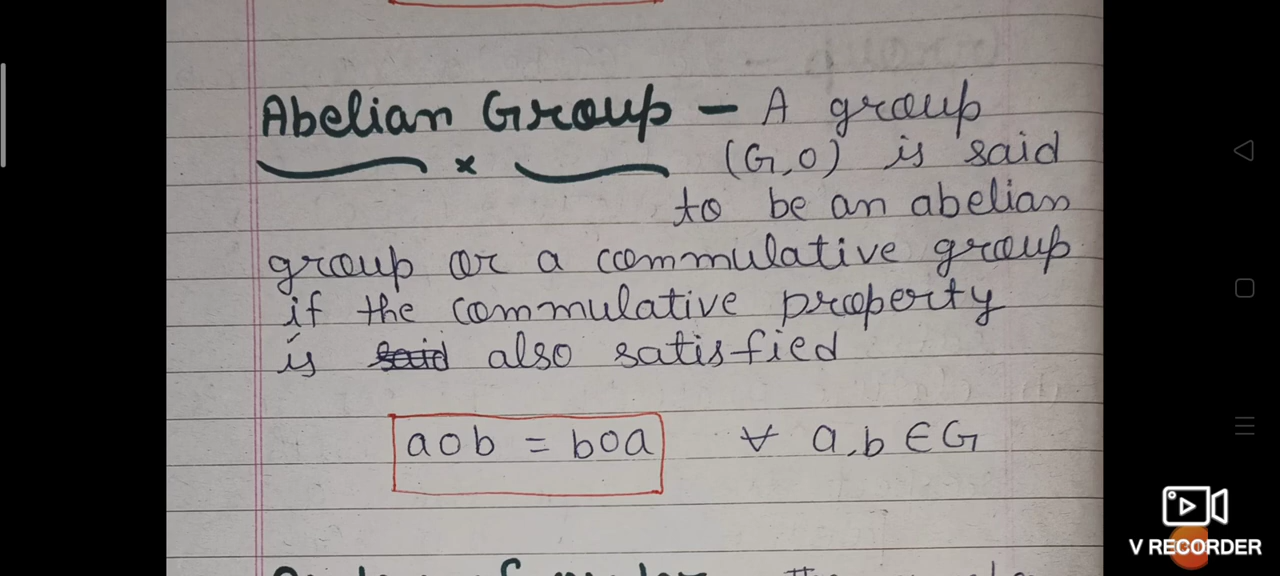 Abelian Group - A group
(G,o) is said
to be an abelian
group or a commulative group
if the commulative property
is said also satisfied
aob = boa ∀ a,b ∈ G
V RECORDER